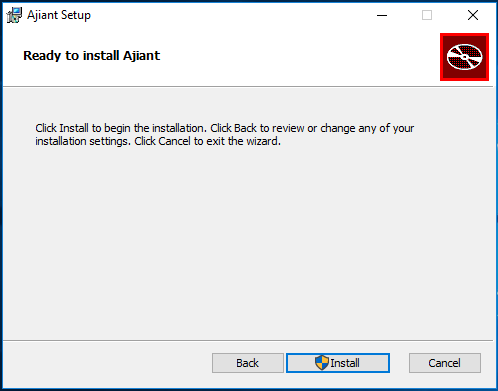 Ajiant Setup
Ready to install Ajiant
Click Install to begin the installation. Click Back to review or change any of your
installation settings. Click Cancel to exit the wizard.
Back
Install
Cancel